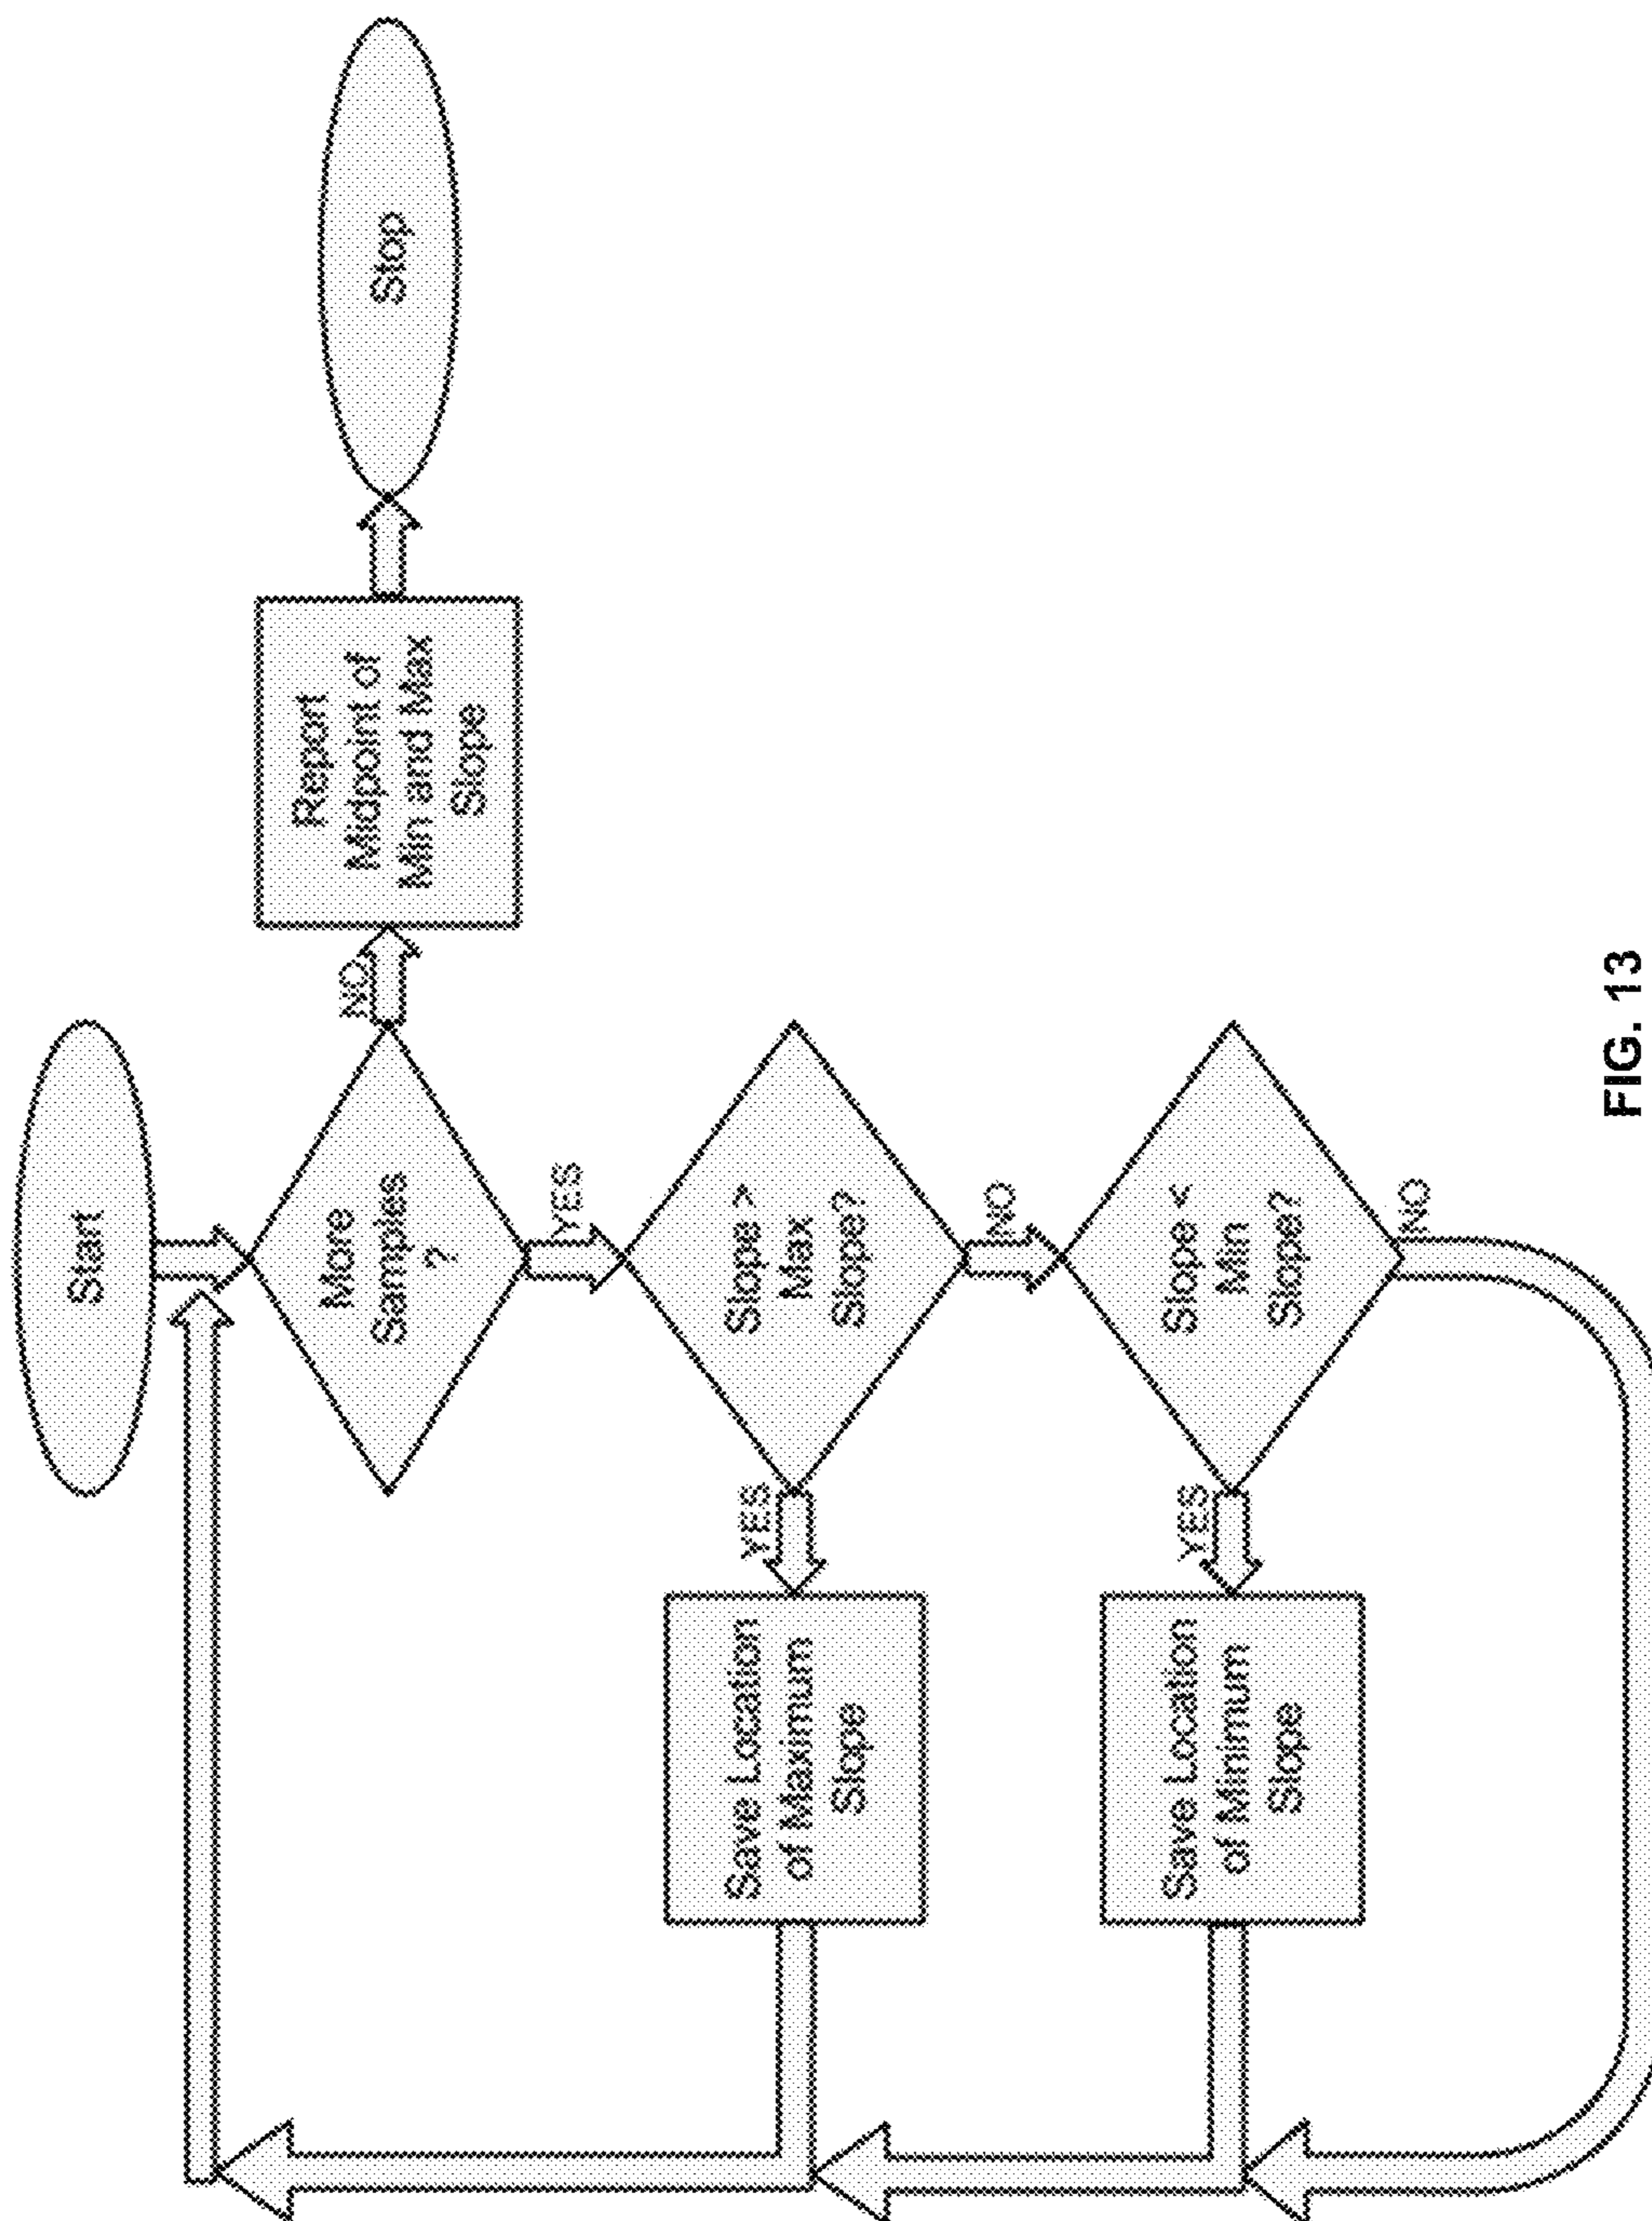 Start
More
Samples
?
NO
Report
Midpoint of
Min and Max
Slope
Stop
YES
Slope >
Max
Slope?
YES
Save Location
of Maximum
Slope
NO
Slope <
Min
Slope?
YES
Save Location
of Minimum
Slope
NO
FIG. 13